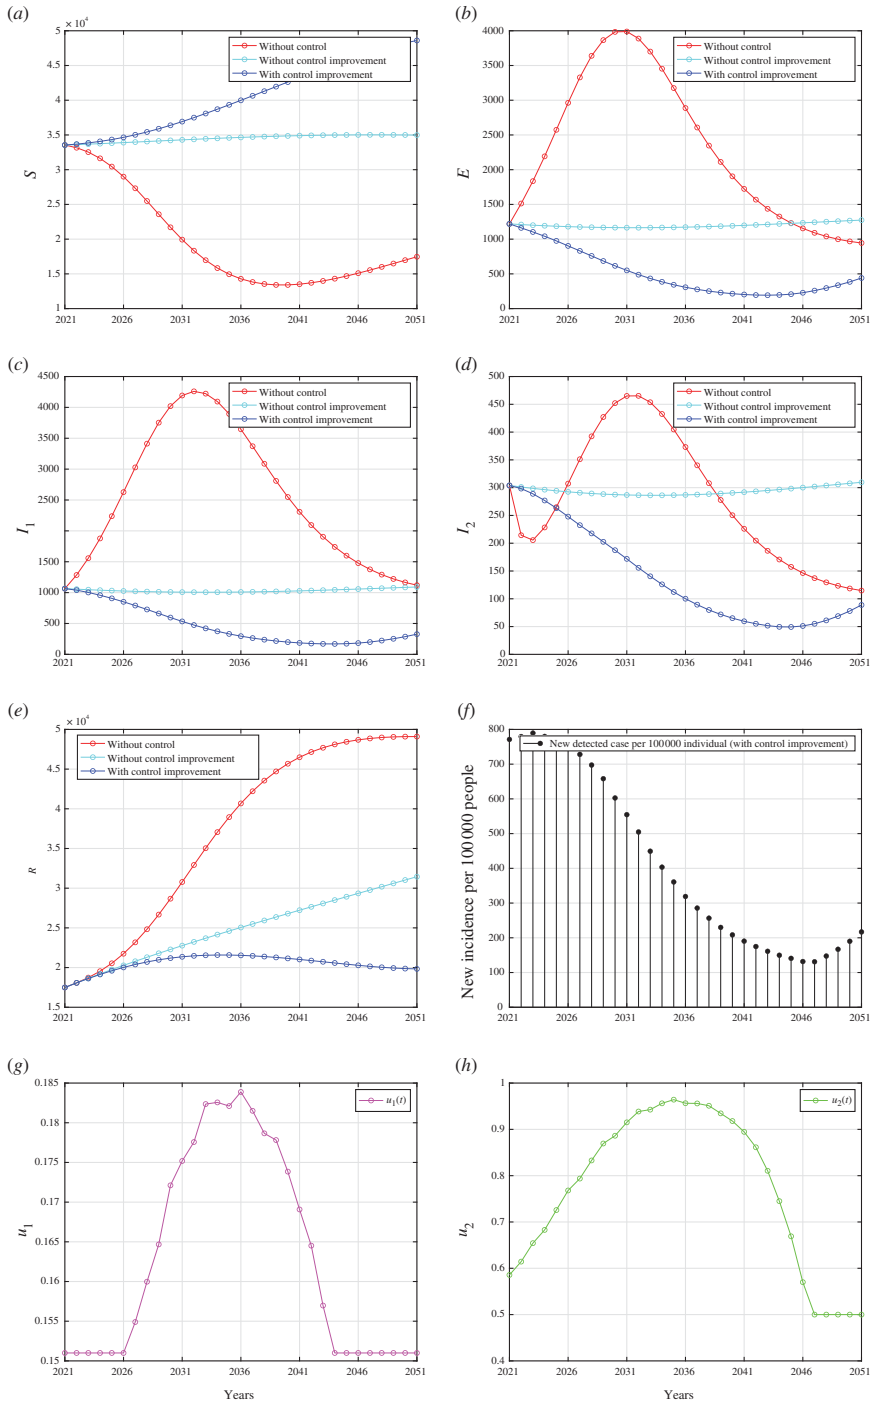 (a)
5 × 10⁴
Without control
Without control improvement
With control improvement
5
4.5
4
3.5
3
2.5
2
1.5
1
S
2021 2026 2031 2036 2041 2046 2051
(b)
4000
3500
3000
2500
2000
1500
1000
500
0
E
Without control
Without control improvement
With control improvement
2021 2026 2031 2036 2041 2046 2051
(c)
4500
4000
3500
3000
2500
1500
1000
500
0
I₁
Without control
Without control improvement
With control improvement
2021 2026 2031 2036 2041 2046 2051
(d)
500
450
400
350
300
250
200
150
100
50
0
I₂
Without control
Without control improvement
With control improvement
2021 2026 2031 2036 2041 2046 2051
(e)
5 × 10⁴
4.5
4
3.5
3
2.5
2
1.5
R
Without control
Without control improvement
With control improvement
2021 2026 2031 2036 2041 2046 2051
(f)
800
700
600
500
400
300
200
100
0
New incidence per 100 000 people
New detected case per 100 000 individual (with control improvement)
2021 2026 2031 2036 2041 2046 2051
(g)
0.185
0.18
0.175
0.17
0.165
0.16
0.155
0.15
u₁
u₁(t)
2021 2026 2031 2036 2041 2046 2051
Years
(h)
1
0.9
0.8
0.7
0.6
0.5
0.4
u₂
u₂(t)
2021 2026 2031 2036 2041 2046 2051
Years